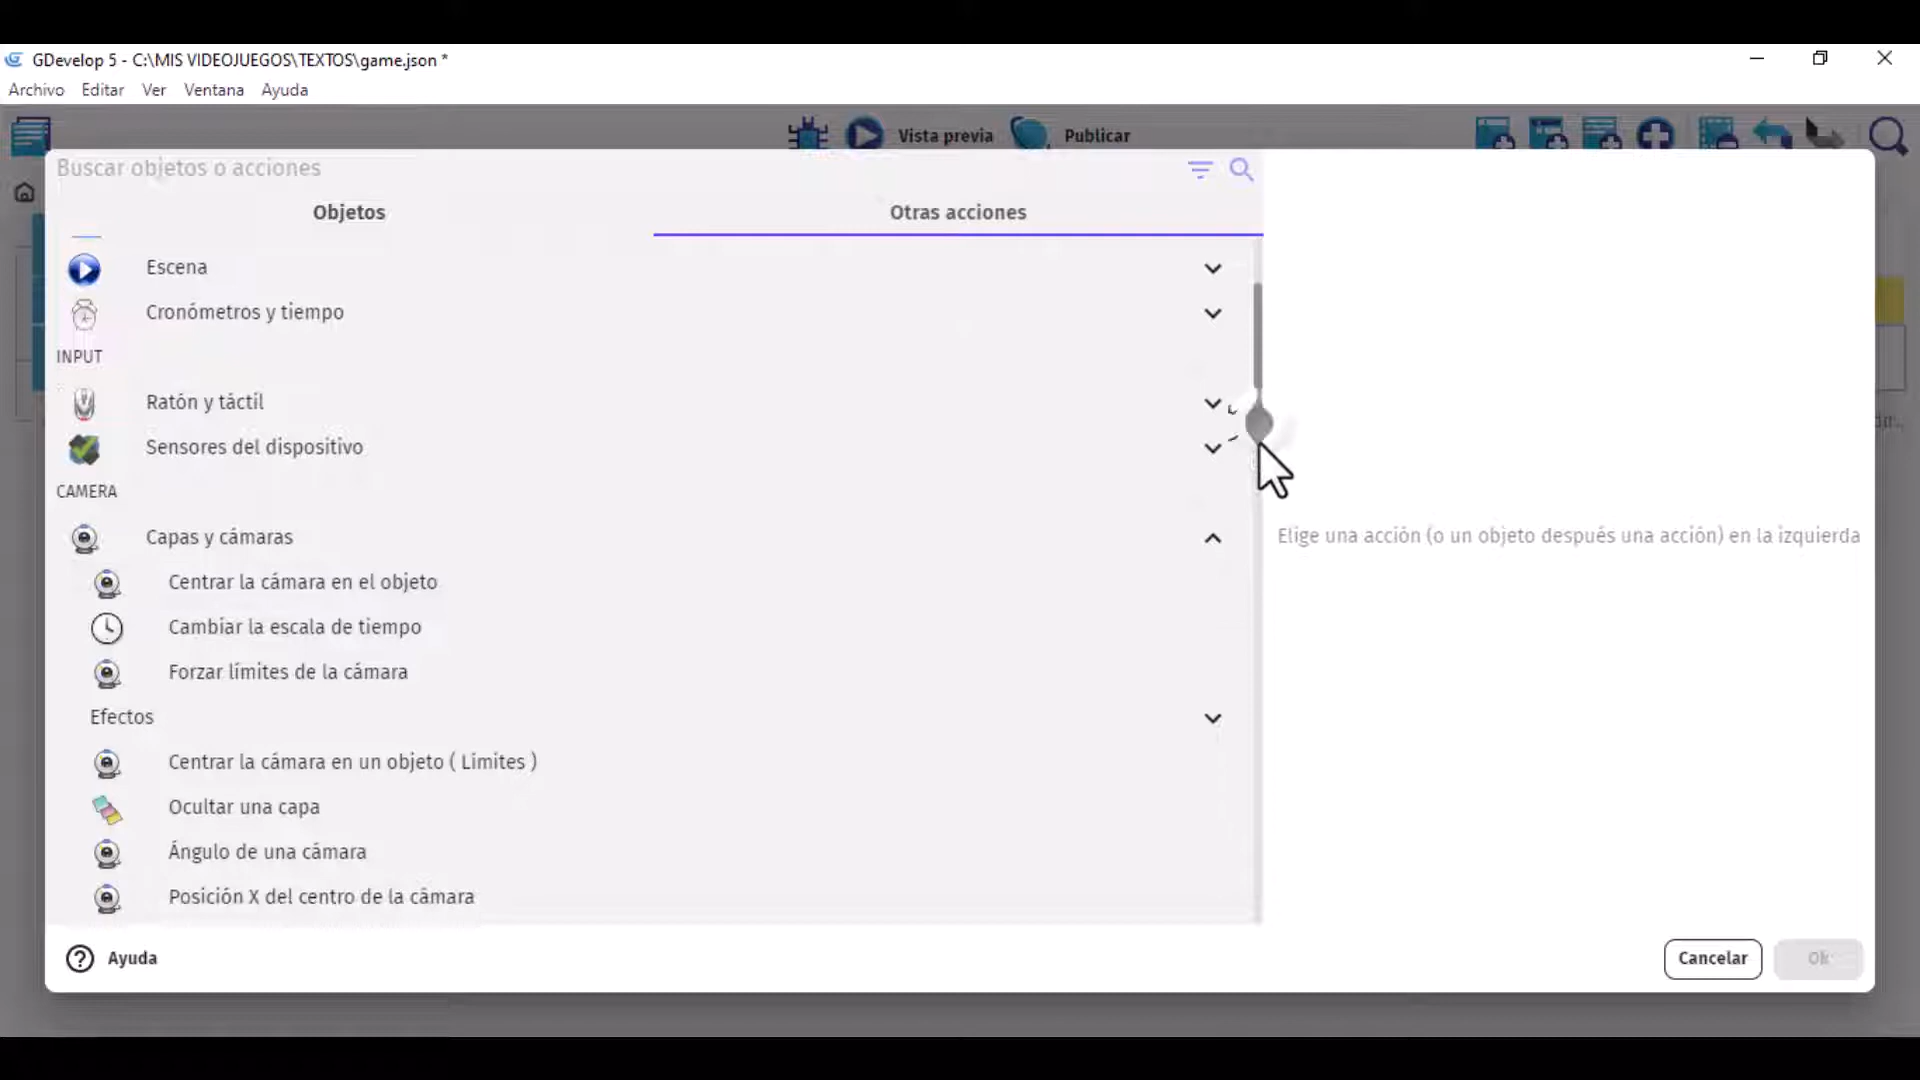 GDevelop 5 - C:\MIS VIDEOJUEGOS\TEXTOS\game.json *
Archivo Editar Ver Ventana Ayuda
Vista previa Publicar
Buscar objetos o acciones
Objetos Otras acciones
Escena
Cronómetros y tiempo
INPUT
Ratón y táctil
Sensores del dispositivo
CAMERA
Capas y cámaras
Centrar la cámara en el objeto
Cambiar la escala de tiempo
Forzar límites de la cámara
Efectos
Centrar la cámara en un objeto ( Limites )
Ocultar una capa
Ángulo de una cámara
Posición X del centro de la cámara
Elige una acción (o un objeto después una acción) en la izquierda
Ayuda
Cancelar Ok